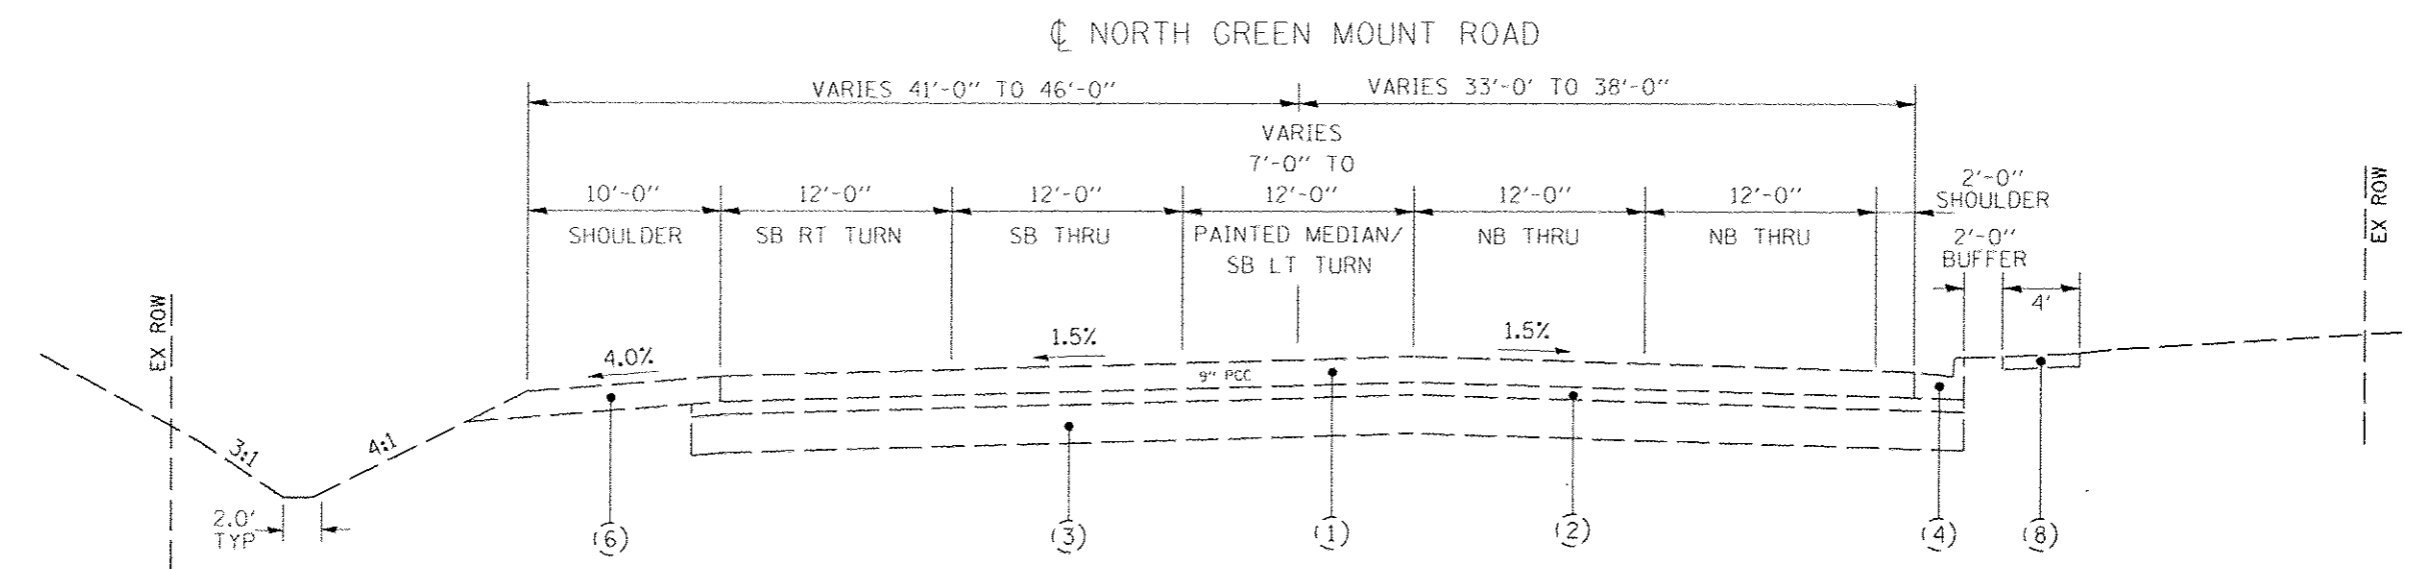 ℄ NORTH GREEN MOUNT ROAD
VARIES 41'-0" TO 46'-0"
VARIES 33'-0' TO 38'-0"
VARIES
7'-0" TO
10'-0"
12'-0"
12'-0"
12'-0"
12'-0"
12'-0"
2'-0"
SHOULDER
SHOULDER
SB RT TURN
SB THRU
PAINTED MEDIAN/
SB LT TURN
NB THRU
NB THRU
2'-0"
BUFFER
4'
EX ROW
EX ROW
4.0%
1.5%
1.5%
9" PCC
3:1
4:1
2.0'
TYP
(6)
(3)
(1)
(2)
(4)
(8)